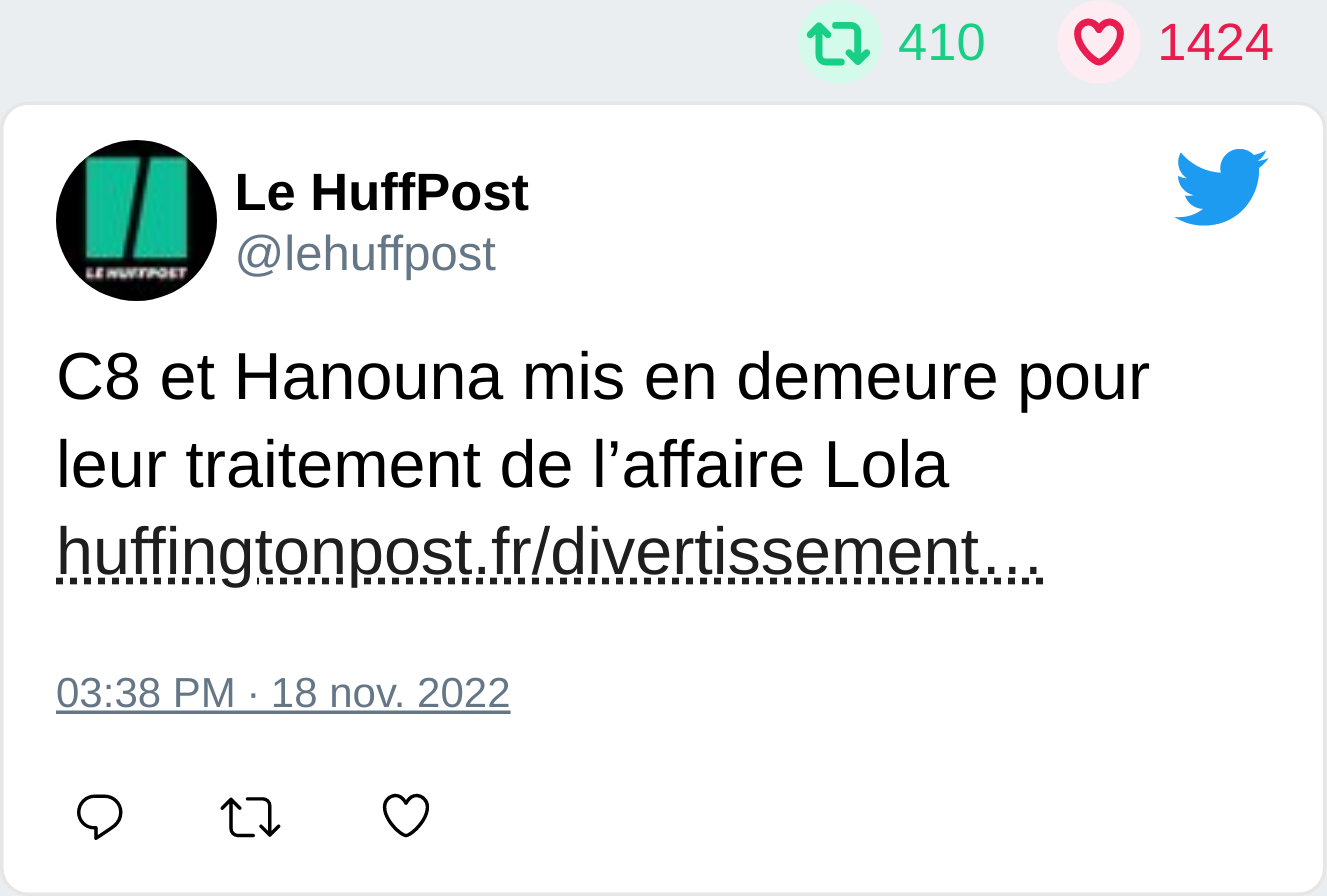 410 1424
Le HuffPost
@lehuffpost
LE HUFFPOST
C8 et Hanouna mis en demeure pour
leur traitement de l’affaire Lola
huffingtonpost.fr/divertissement…
03:38 PM · 18 nov. 2022